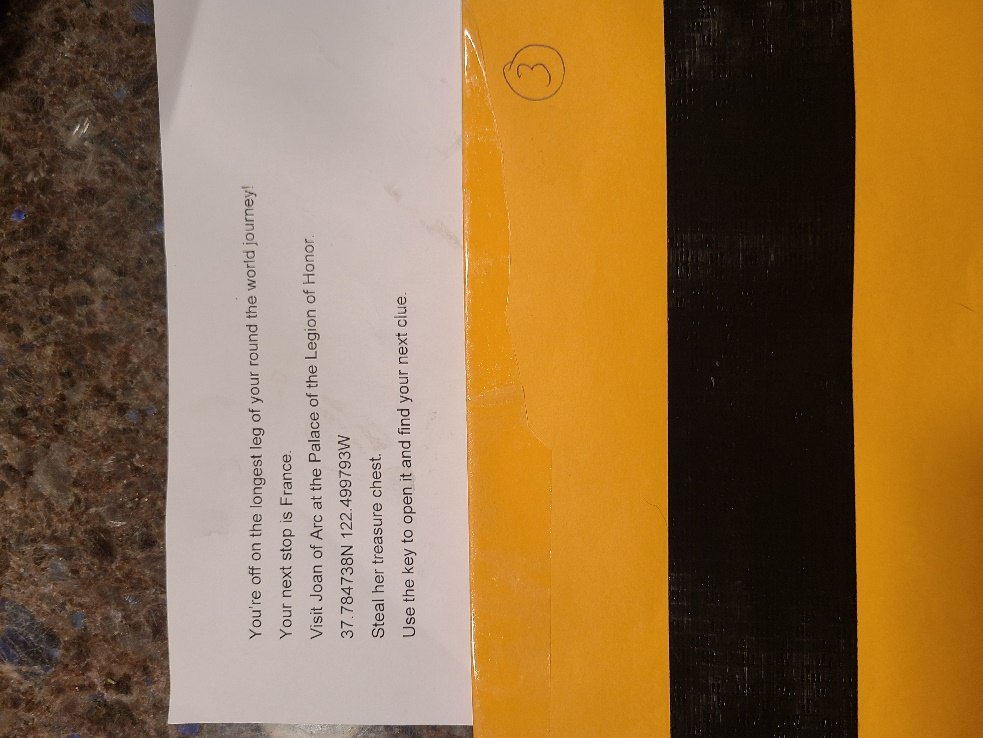 You're off on the longest leg of your round the world journey!
Your next stop is France.
Visit Joan of Arc at the Palace of the Legion of Honor.
37.784738N 122.499793W
Steal her treasure chest.
Use the key to open it and find your next clue.
3